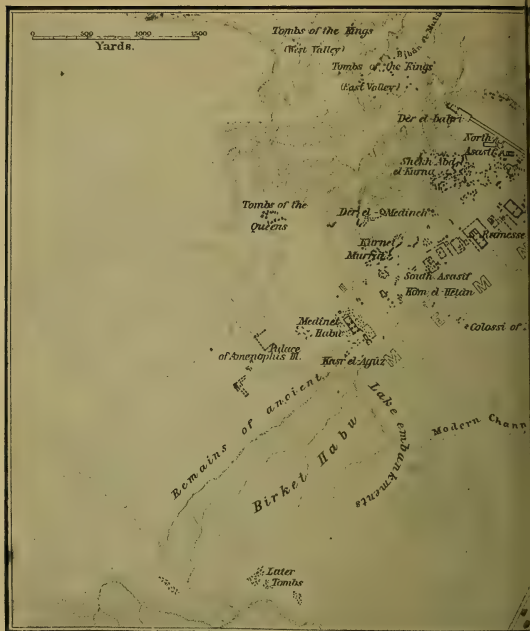 500 1000 1500
Yards.
Tombs of the Kings
(West Valley)
Tombs of the Kings
(East Valley)
Dêr el-bahri
North
Asasif
Shêkh Abd
el-Kurna
Tombs of the
Queens
Dêr el-Medineh
Kurnet
Murraï
Ramesse
South Asasif
Kôm el-Hetân
Medinet
Habu
Colossi of
Palace
of Amenophis III.
Kasr el-Agûz
M
E
M
Remains of ancient
Lake embankments
Birket Habu
Modern Chann
Later
Tombs